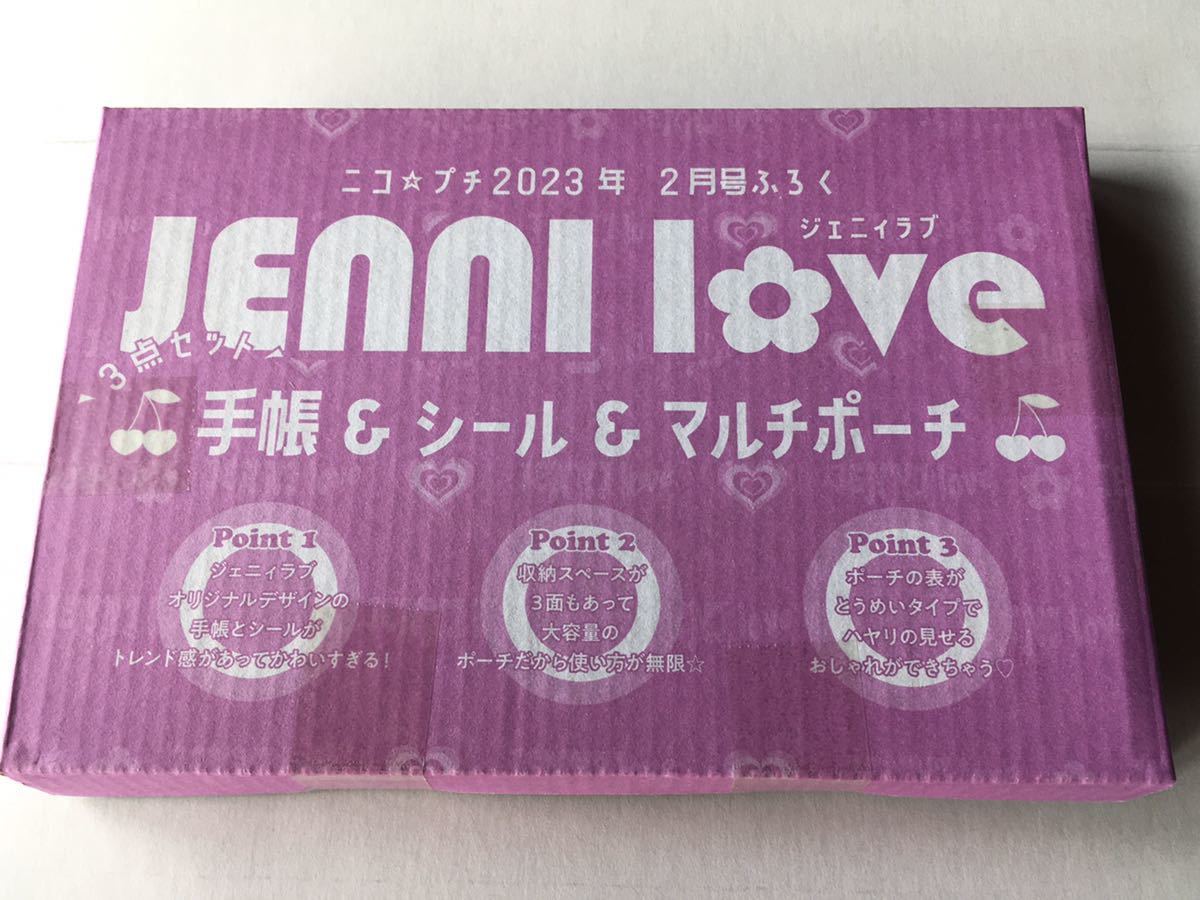 ニコ☆プチ2023年 2月号ふろく
ジェニィラブ
JENNI love
3点セット
手帳 & シール & マルチポーチ
Point 1
ジェニィラブ
オリジナルデザインの
手帳とシールが
トレンド感があってかわいすぎる!
Point 2
収納スペースが
3面もあって
大容量の
ポーチだから使い方が無限☆
Point 3
ポーチの表が
とうめいタイプで
ハヤリの見せる
おしゃれができちゃう♡